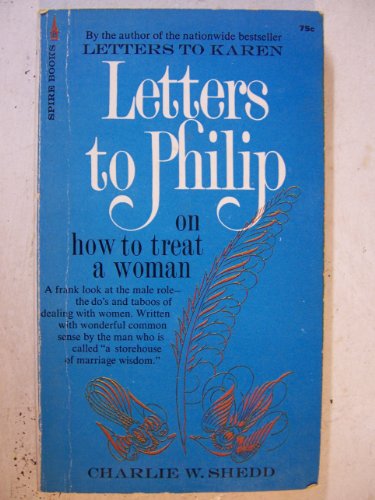 SPIRE BOOKS
By the author of the nationwide bestseller
75c
LETTERS TO KAREN
Letters
to Philip
on
how to treat
a woman
A frank look at the male role—
the do's and taboos of
dealing with women. Written
with wonderful common
sense by the man who is
called "a storehouse
of marriage wisdom."
CHARLIE W. SHEDD